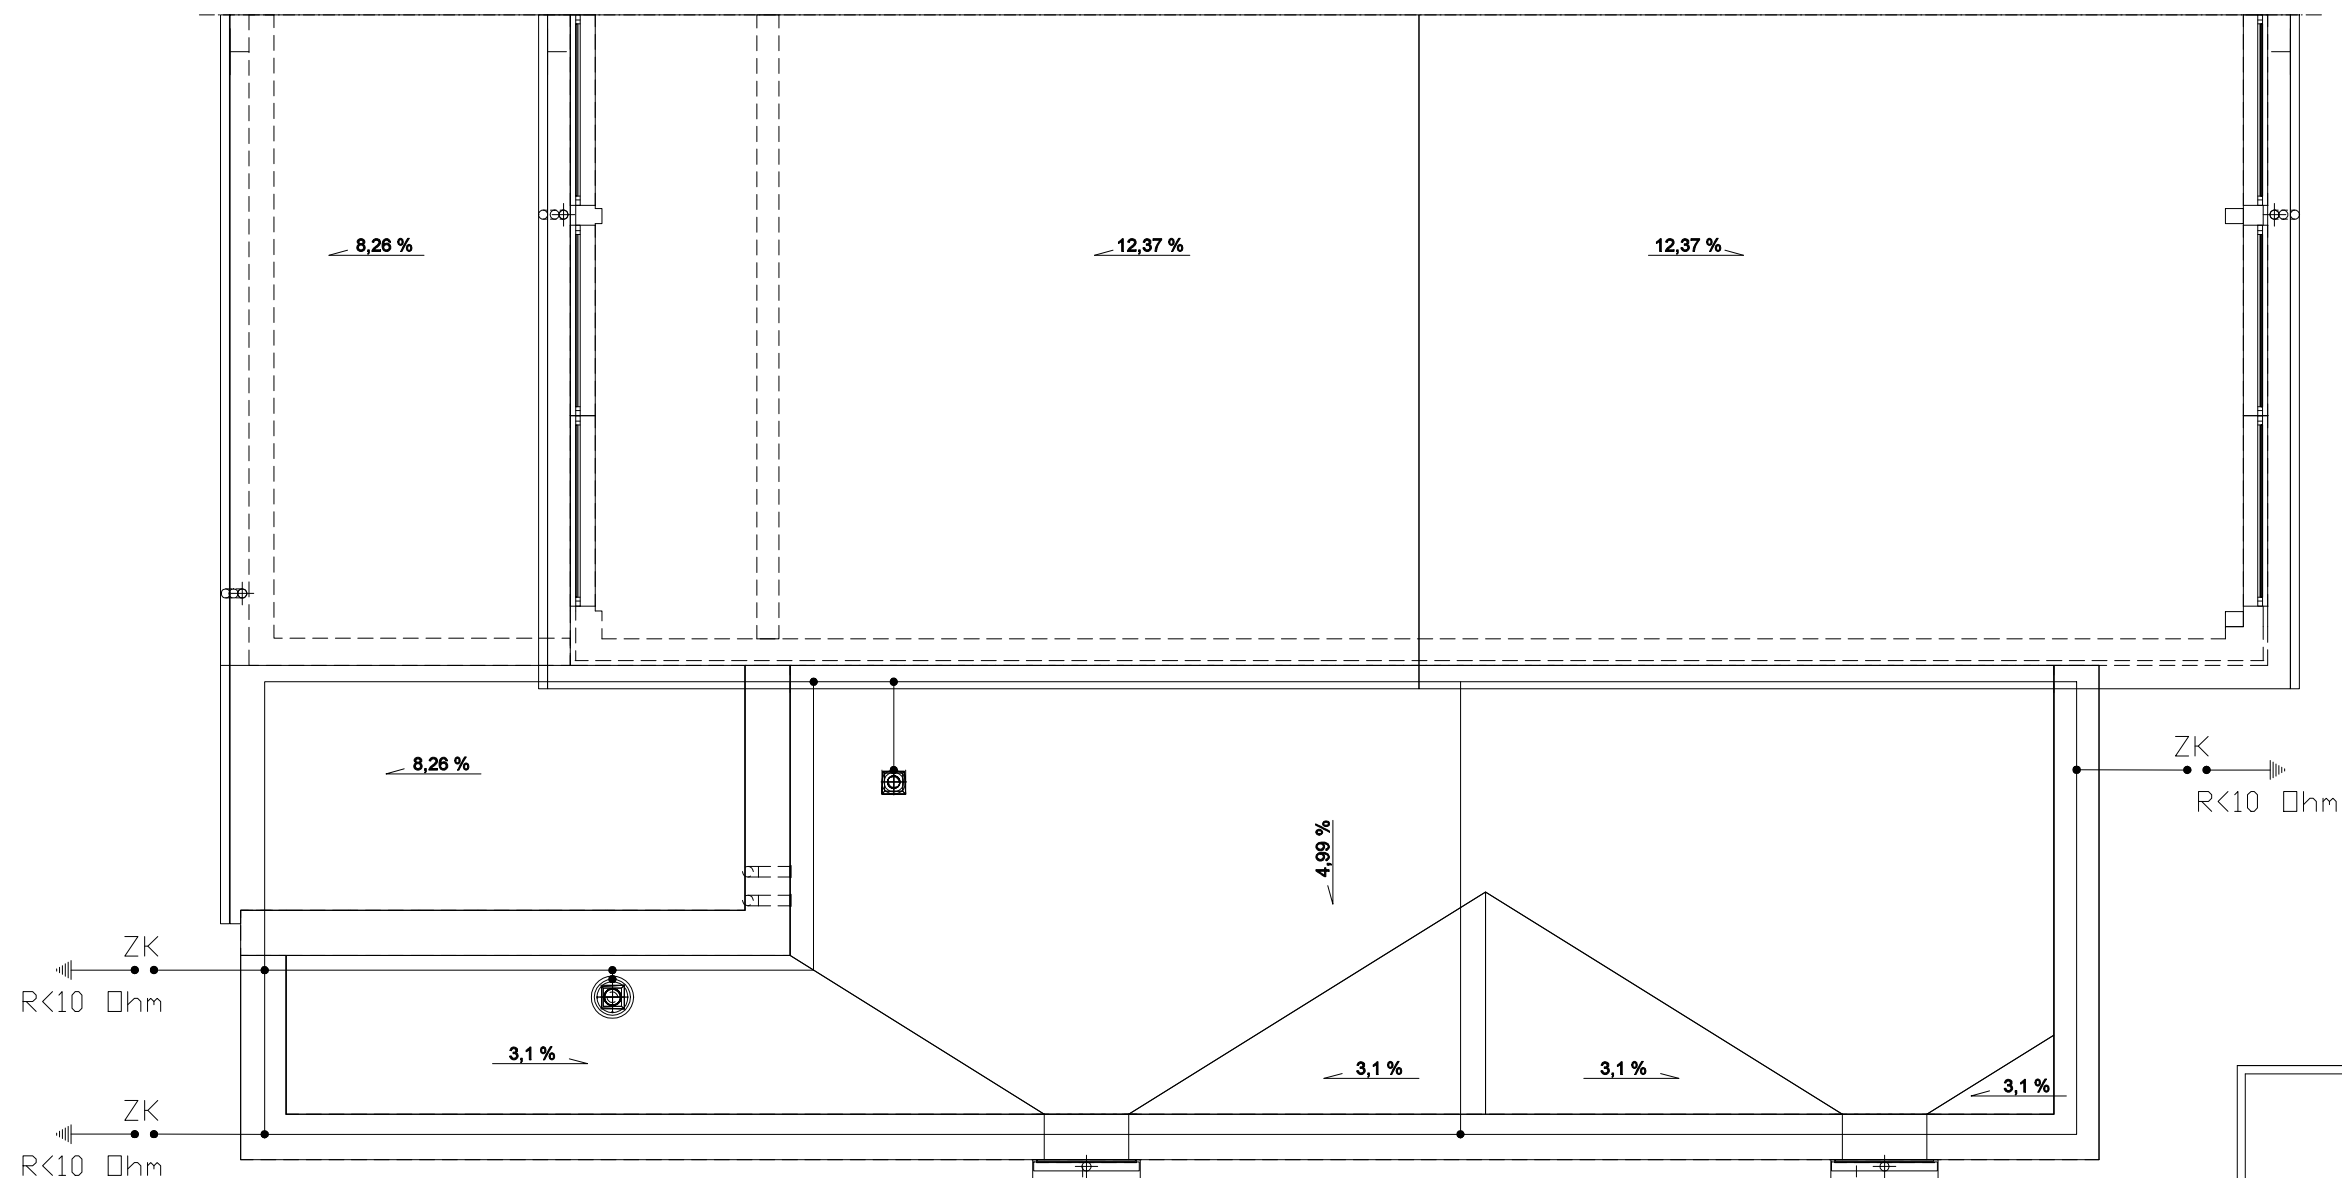 8,26 %
12,37 %
12,37 %
8,26 %
ZK
R<10 Ohm
4,99 %
ZK
R<10 Ohm
3,1 %
3,1 %
3,1 %
3,1 %
ZK
R<10 Ohm